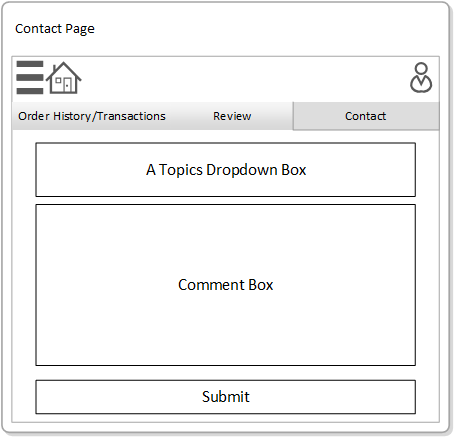 Contact Page
Order History/Transactions Review Contact
A Topics Dropdown Box
Comment Box
Submit